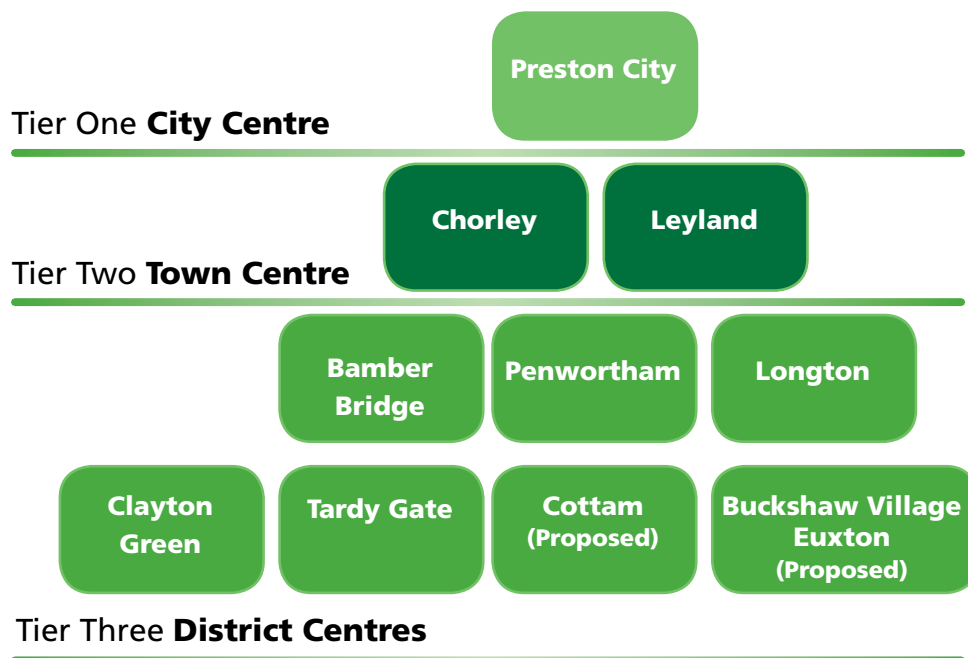 Preston City
Tier One City Centre
Chorley
Leyland
Tier Two Town Centre
Bamber
Bridge
Penwortham
Longton
Clayton
Green
Tardy Gate
Cottam
(Proposed)
Buckshaw Village
Euxton
(Proposed)
Tier Three District Centres